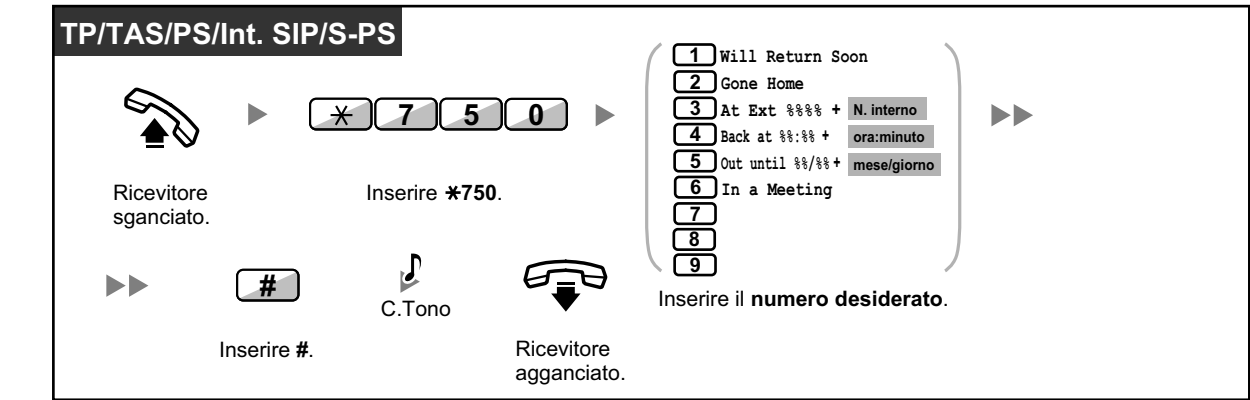 TP/TAS/PS/Int. SIP/S-PS
Ricevitore
sganciato.
* 7 5 0
Inserire *750.
1 Will Return Soon
2 Gone Home
3 At Ext %%%% + N. interno
4 Back at %%:%% + ora:minuto
5 Out until %%/%% + mese/giorno
6 In a Meeting
7
8
9
Inserire il numero desiderato.
#
Inserire #.
C.Tono
Ricevitore
agganciato.